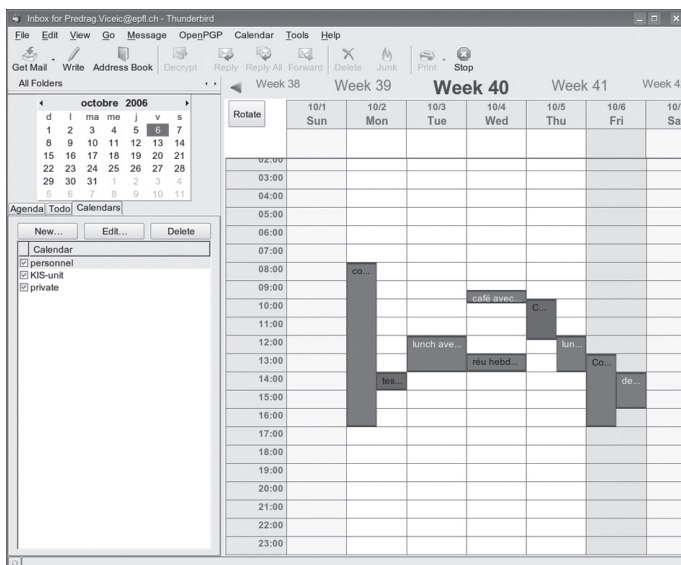 Inbox for Predrag.Viceic@epfl.ch - Thunderbird
File Edit View Go Message OpenPGP Calendar Tools Help
Get Mail Write Address Book Decrypt Reply Reply All Forward Delete Junk Print Stop
All Folders
octobre 2006
d l ma me j v s
1 2 3 4 5 6 7
8 9 10 11 12 13 14
15 16 17 18 19 20 21
22 23 24 25 26 27 28
29 30 31 1 2 3 4
5 6 7 8 9 10 11
Agenda Todo Calendars
New... Edit... Delete
Calendar
personnel
KIS-unit
private
Week 38 Week 39 Week 40 Week 41 Week 4
Rotate
10/1 10/2 10/3 10/4 10/5 10/6 10/
Sun Mon Tue Wed Thu Fri Sa
02:00
03:00
04:00
05:00
06:00
07:00
08:00 co...
09:00 café avec...
10:00 C...
11:00
12:00 lunch ave... lun...
13:00 réu hebd... Co...
14:00 tes... de...
15:00
16:00
17:00
18:00
19:00
20:00
21:00
22:00
23:00